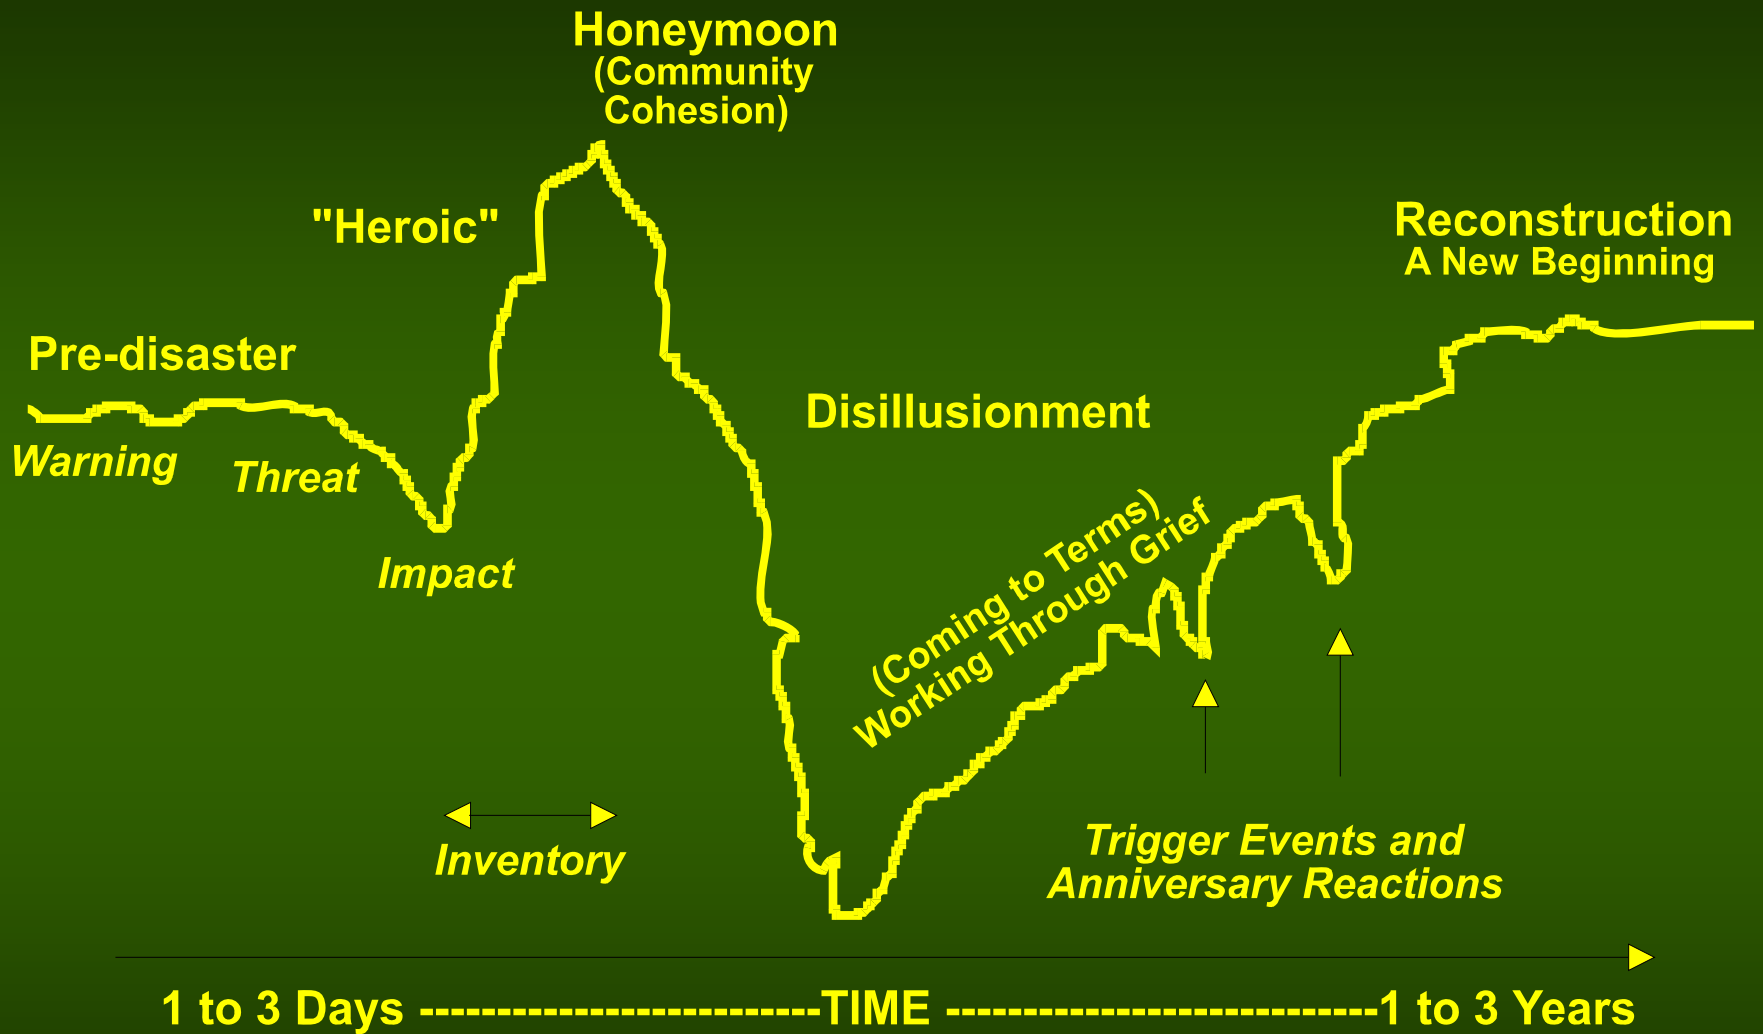 Honeymoon
(Community
Cohesion)
"Heroic"
Reconstruction
A New Beginning
Pre-disaster
Warning
Threat
Impact
Disillusionment
(Coming to Terms)
Working Through Grief
Inventory
Trigger Events and
Anniversary Reactions
1 to 3 Days --------------------------TIME ----------------------------1 to 3 Years